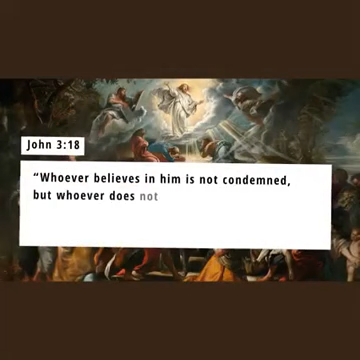 John 3:18
“Whoever believes in him is not condemned,
but whoever does not